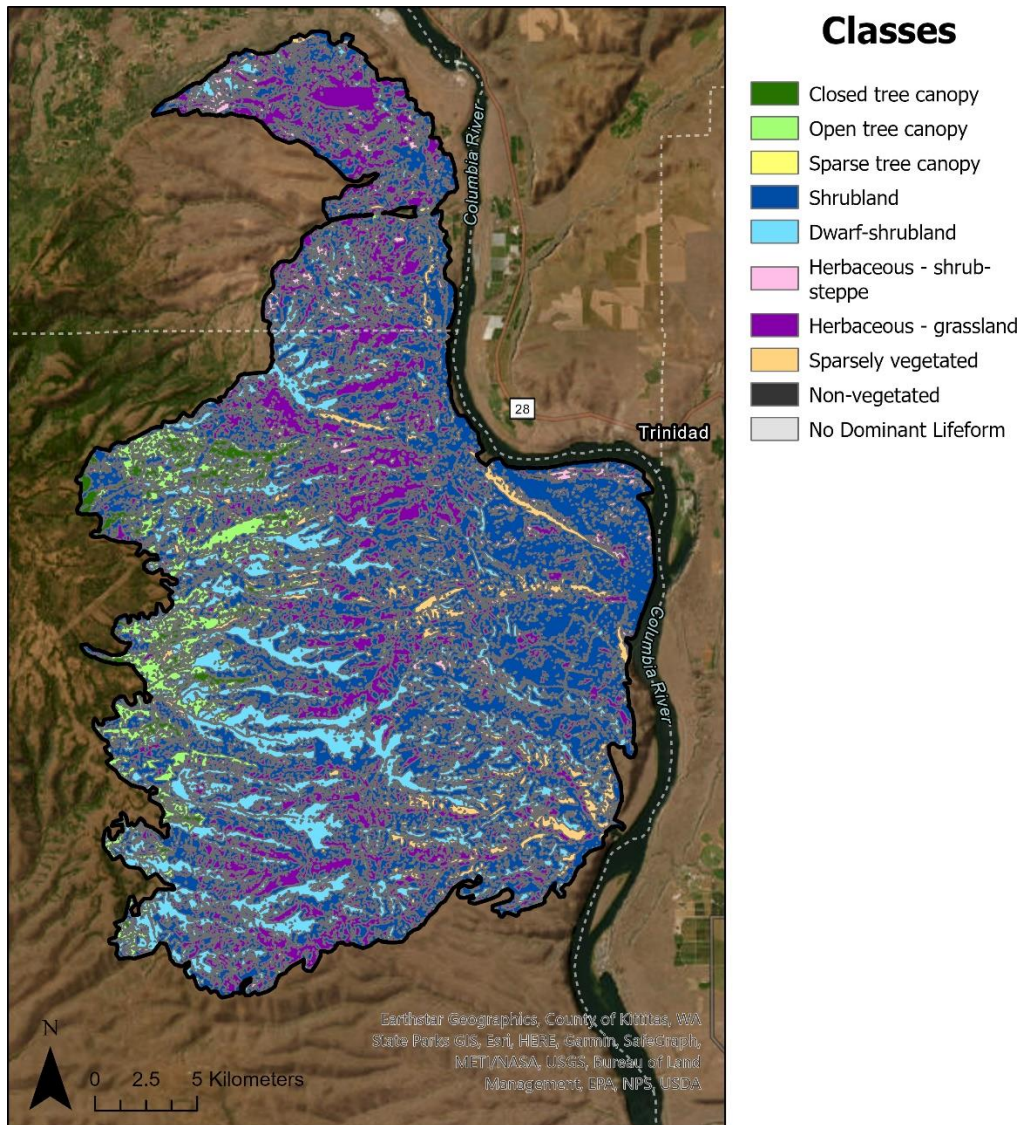 Classes
Closed tree canopy
Open tree canopy
Sparse tree canopy
Shrubland
Dwarf-shrubland
Herbaceous - shrub-
steppe
Herbaceous - grassland
Sparsely vegetated
Non-vegetated
No Dominant Lifeform
Columbia River
28
Trinidad
Columbia River
Earthstar Geographics, County of Kittitas, WA
State Parks GIS, Esri, HERE, Garmin, SafeGraph,
METI/NASA, USGS, Bureau of Land
Management, EPA, NPS, USDA
N
0 2.5 5 Kilometers